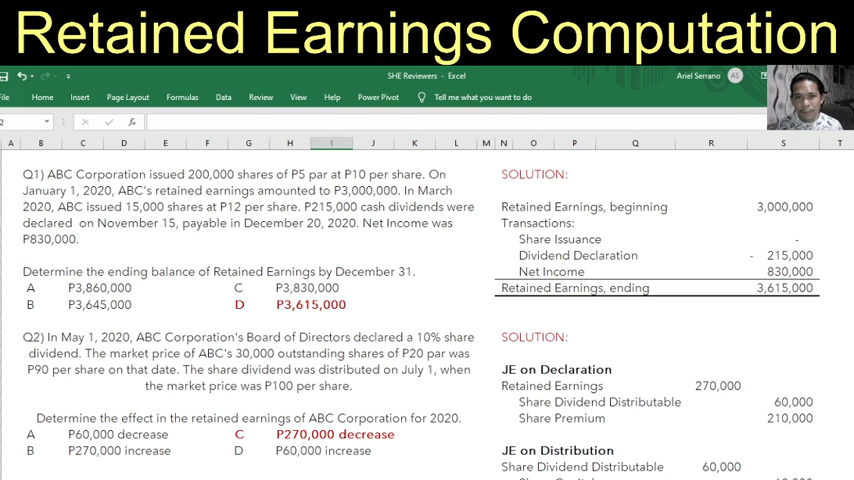 Retained Earnings Computation
SHE Reviewers - Excel
Ariel Serrano AS
File Home Insert Page Layout Formulas Data Review View Help Power Pivot Tell me what you want to do
2 fx
A B C D E F G H I J K L M N O P Q R S T
Q1) ABC Corporation issued 200,000 shares of P5 par at P10 per share. On
January 1, 2020, ABC's retained earnings amounted to P3,000,000. In March
2020, ABC issued 15,000 shares at P12 per share. P215,000 cash dividends were
declared on November 15, payable in December 20, 2020. Net Income was
P830,000.
Determine the ending balance of Retained Earnings by December 31.
A P3,860,000 C P3,830,000
B P3,645,000 D P3,615,000
SOLUTION:
Retained Earnings, beginning 3,000,000
Transactions:
Share Issuance -
Dividend Declaration - 215,000
Net Income 830,000
Retained Earnings, ending 3,615,000
Q2) In May 1, 2020, ABC Corporation's Board of Directors declared a 10% share
dividend. The market price of ABC's 30,000 outstanding shares of P20 par was
P90 per share on that date. The share dividend was distributed on July 1, when
the market price was P100 per share.
Determine the effect in the retained earnings of ABC Corporation for 2020.
A P60,000 decrease C P270,000 decrease
B P270,000 increase D P60,000 increase
SOLUTION:
JE on Declaration
Retained Earnings 270,000
Share Dividend Distributable 60,000
Share Premium 210,000
JE on Distribution
Share Dividend Distributable 60,000